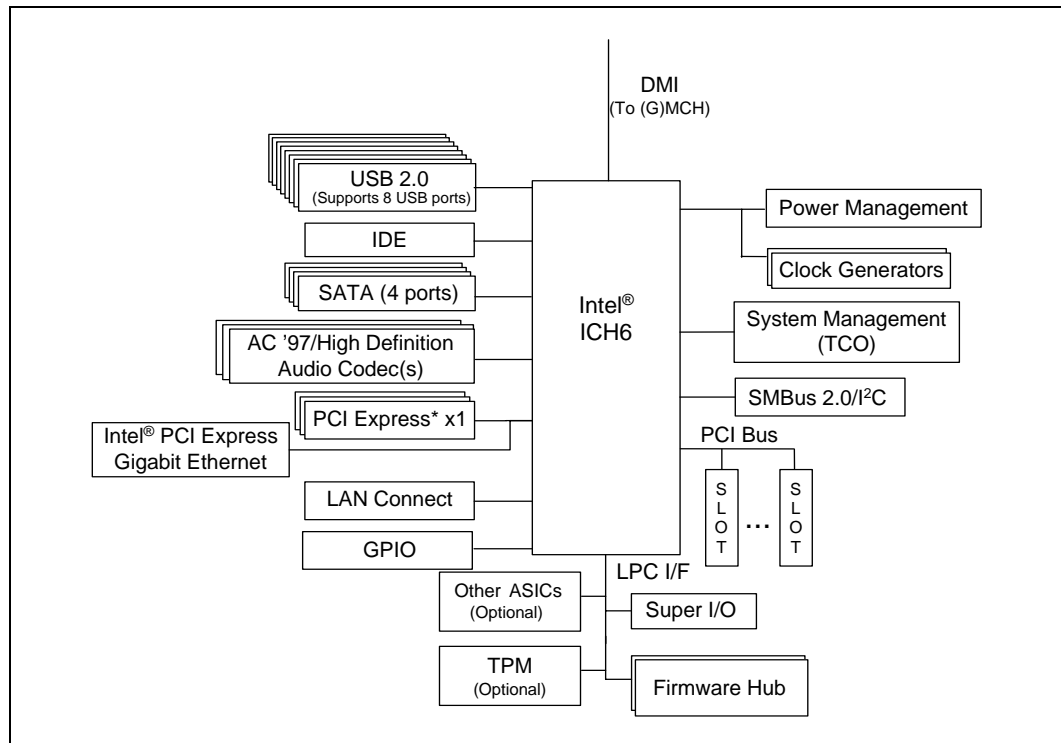 DMI
(To (G)MCH)
USB 2.0
(Supports 8 USB ports)
IDE
SATA (4 ports)
AC '97/High Definition
Audio Codec(s)
PCI Express* x1
Intel® PCI Express
Gigabit Ethernet
LAN Connect
GPIO
Intel®
ICH6
Power Management
Clock Generators
System Management
(TCO)
SMBus 2.0/I²C
PCI Bus
SLOT
...
SLOT
LPC I/F
Other ASICs
(Optional)
Super I/O
TPM
(Optional)
Firmware Hub